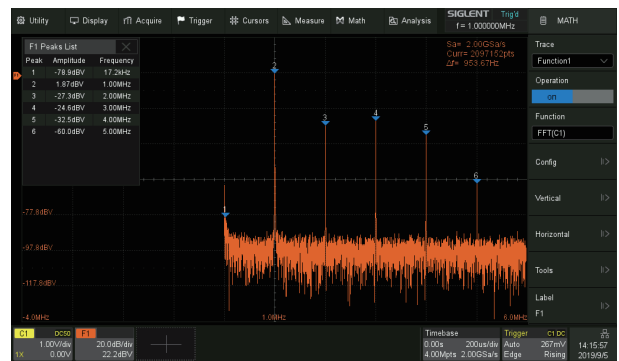 Utility Display Acquire Trigger Cursors Measure Math Analysis SIGLENT Trig'd MATH
f = 1.000000MHz
F1 Peaks List
Peak Amplitude Frequency
1 -78.9dBV 17.2kHz
2 1.87dBV 1.00MHz
3 -27.3dBV 2.00MHz
4 -24.6dBV 3.00MHz
5 -32.5dBV 4.00MHz
6 -60.0dBV 5.00MHz
Sa= 2.00GSa/s
Curr= 2097152pts
Δf= 953.67Hz
2
3
4
5
6
1
-77.8dBV
-97.8dBV
-117.8dBV
-4.0MHz 1.0MHz 6.0MHz
Trace
Function1
Operation
on
Function
FFT(C1)
Config
Vertical
Horizontal
Tools
Label
F1
C1 DC50 F1
1.00V/div 20.0dB/div
1X 0.00V 22.2dBV
Timebase
0.00s 200us/div
4.00Mpts 2.00GSa/s
Trigger C1 DC
Auto 267mV
Edge Rising
14:15:57
2019/9/5